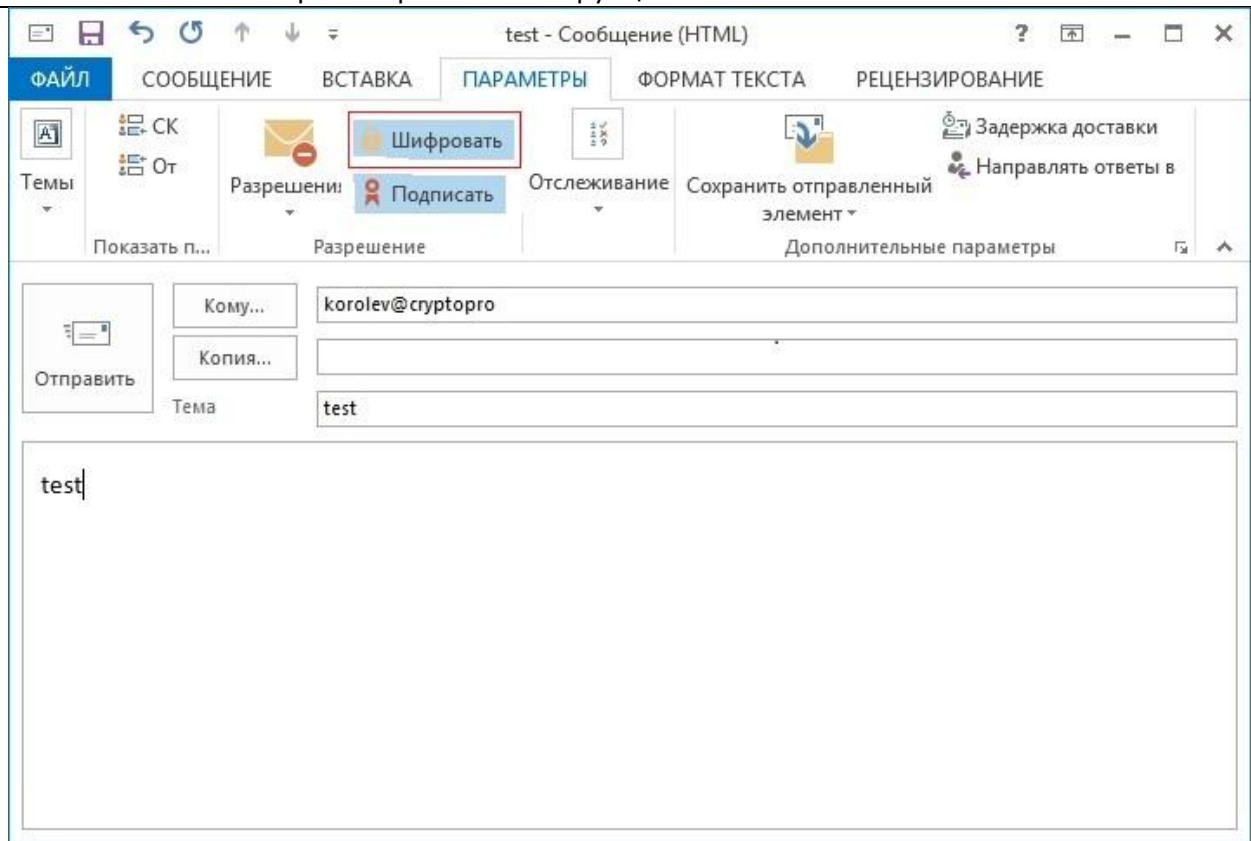 test - Сообщение (HTML)
ФАЙЛ СООБЩЕНИЕ ВСТАВКА ПАРАМЕТРЫ ФОРМАТ ТЕКСТА РЕЦЕНЗИРОВАНИЕ
Темы
СК
От
Показать п...
Разрешени
Шифровать
Подписать
Разрешение
Отслеживание
Сохранить отправленный
элемент
Задержка доставки
Направлять ответы в
Дополнительные параметры
Отправить
Кому... korolev@cryptopro
Копия...
Тема test
test